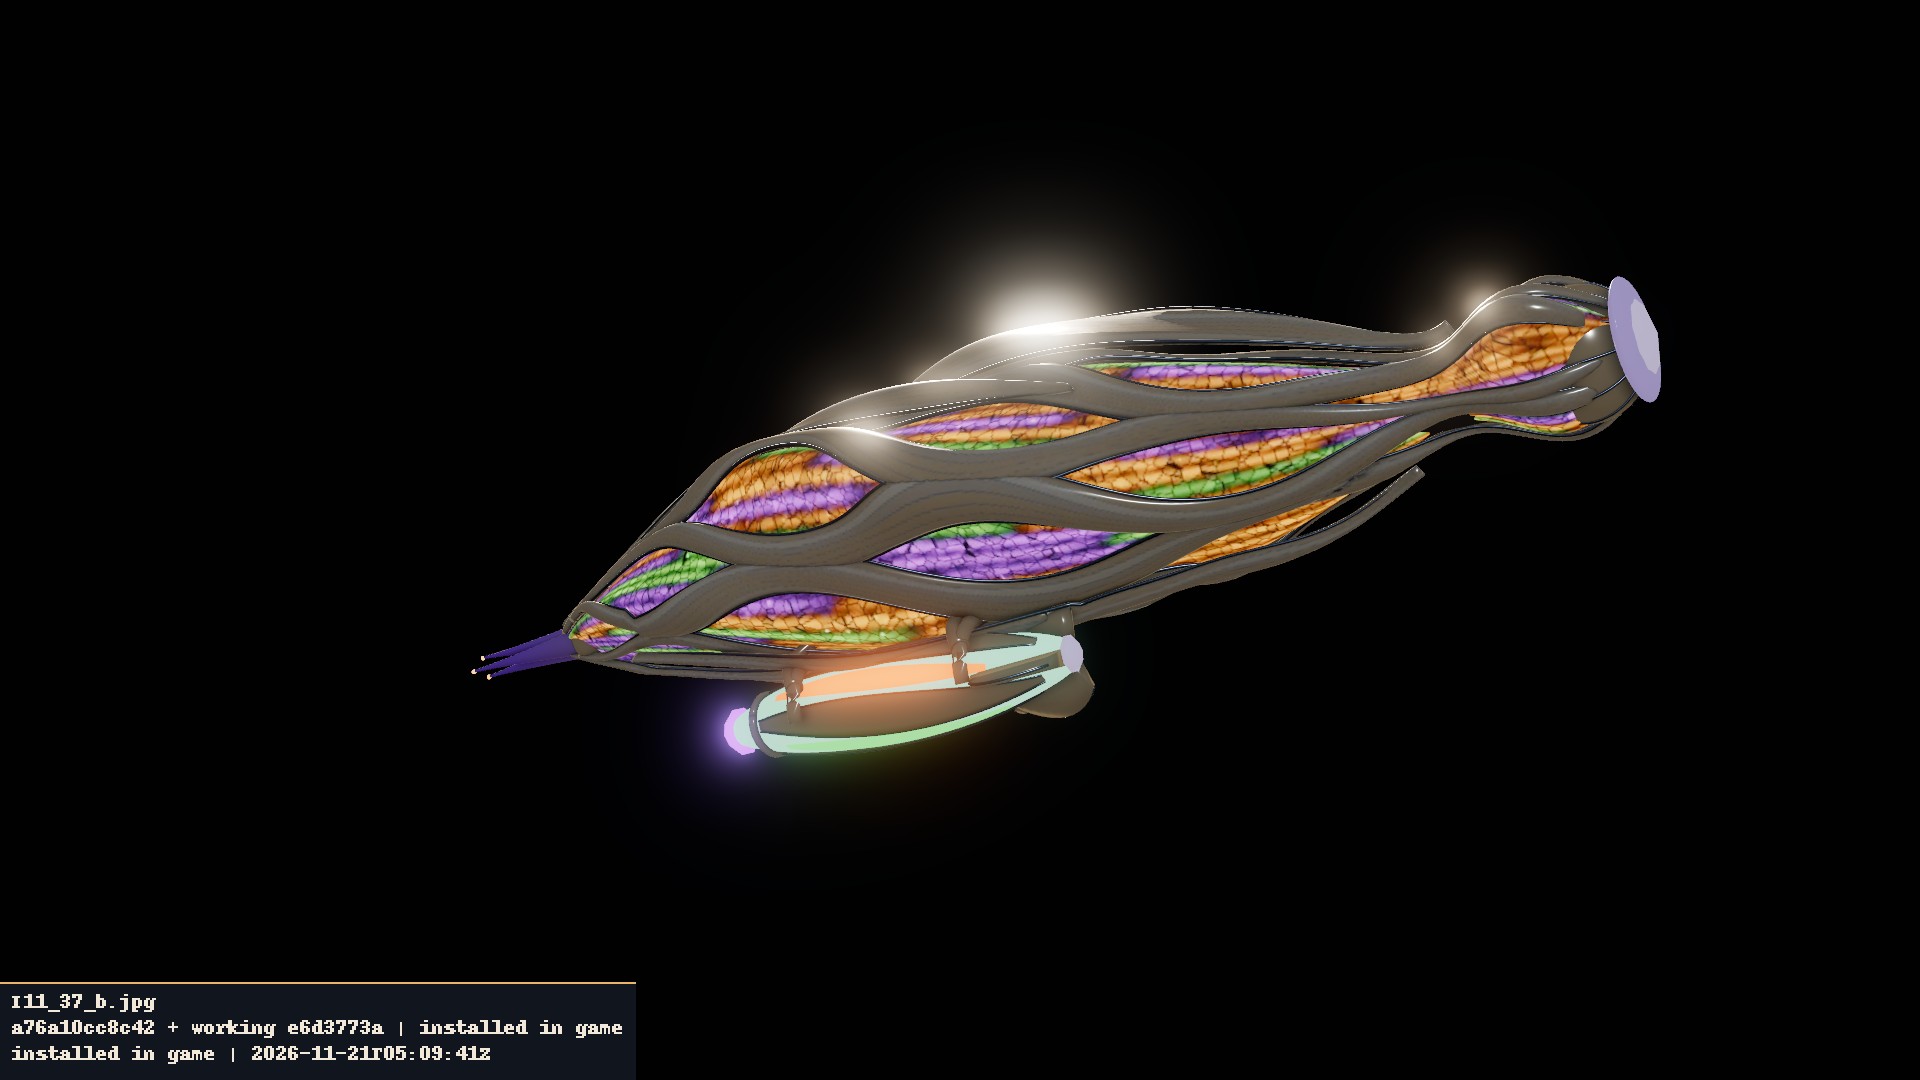 I11_37_b.jpg
a76a10cc8c42 + working e6d3773a | installed in game
installed in game | 2026-11-21T05:09:41Z